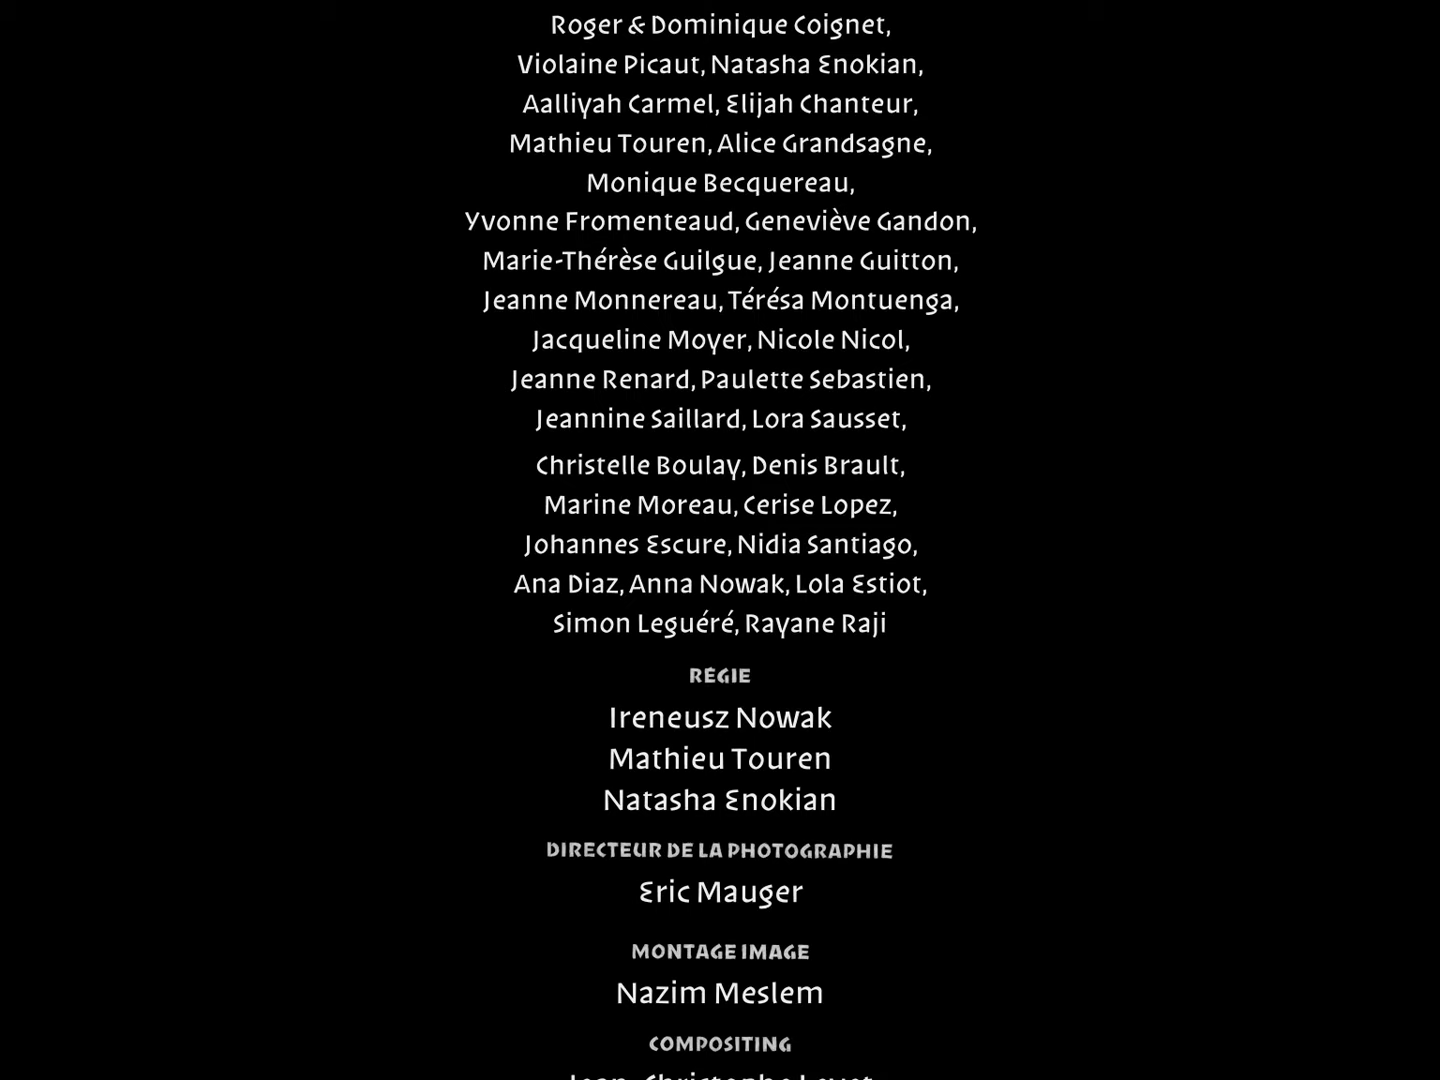 Roger & Dominique Coignet,
Violaine Picaut, Natasha Enokian,
Aalliyah Carmel, Elijah Chanteur,
Mathieu Touren, Alice Grandsagne,
Monique Becquereau,
Yvonne Fromenteaud, Geneviève Gandon,
Marie-Thérèse Guilgue, Jeanne Guitton,
Jeanne Monnereau, Térésa Montuenga,
Jacqueline Moyer, Nicole Nicol,
Jeanne Renard, Paulette Sebastien,
Jeannine Saillard, Lora Sausset,
Christelle Boulay, Denis Brault,
Marine Moreau, Cerise Lopez,
Johannes Escure, Nidia Santiago,
Ana Diaz, Anna Nowak, Lola Estiot,
Simon Leguéré, Rayane Raji
RÉGIE
Ireneusz Nowak
Mathieu Touren
Natasha Enokian
DIRECTEUR DE LA PHOTOGRAPHIE
Eric Mauger
MONTAGE IMAGE
Nazim Meslem
COMPOSITING